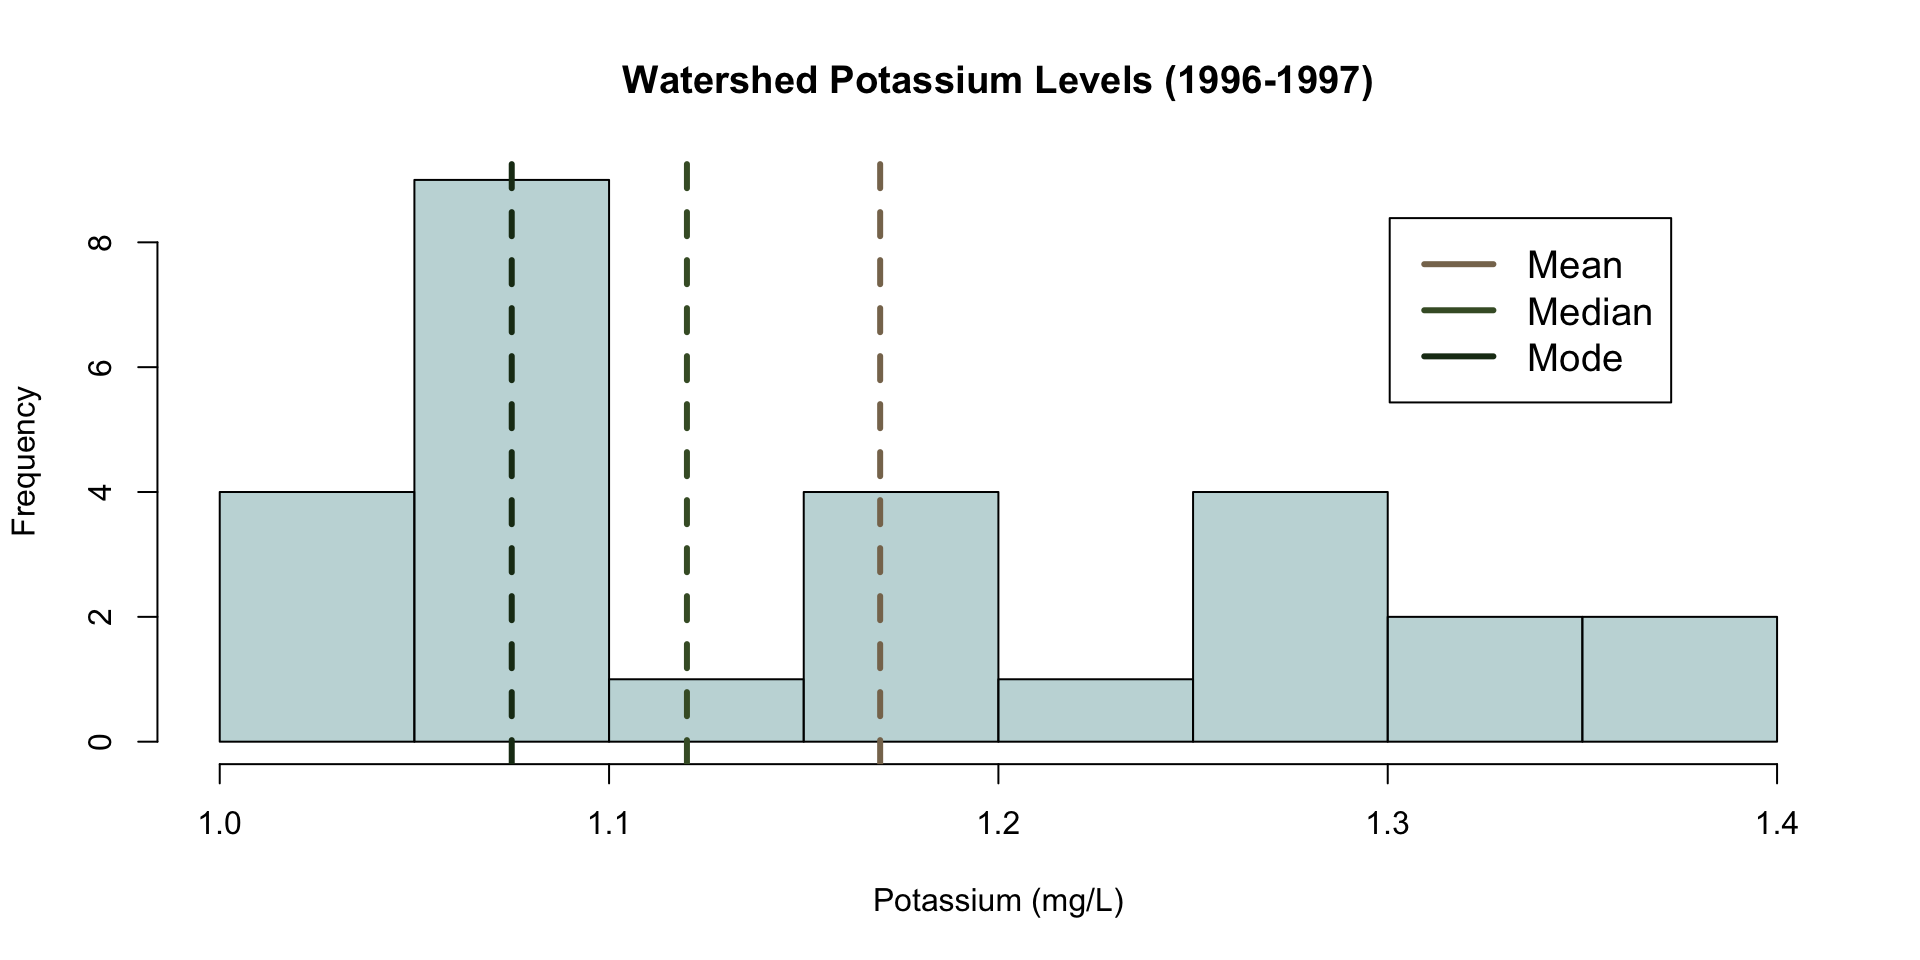 Watershed Potassium Levels (1996-1997)
Frequency
8
6
4
2
0
Mean
Median
Mode
1.0 1.1 1.2 1.3 1.4
Potassium (mg/L)